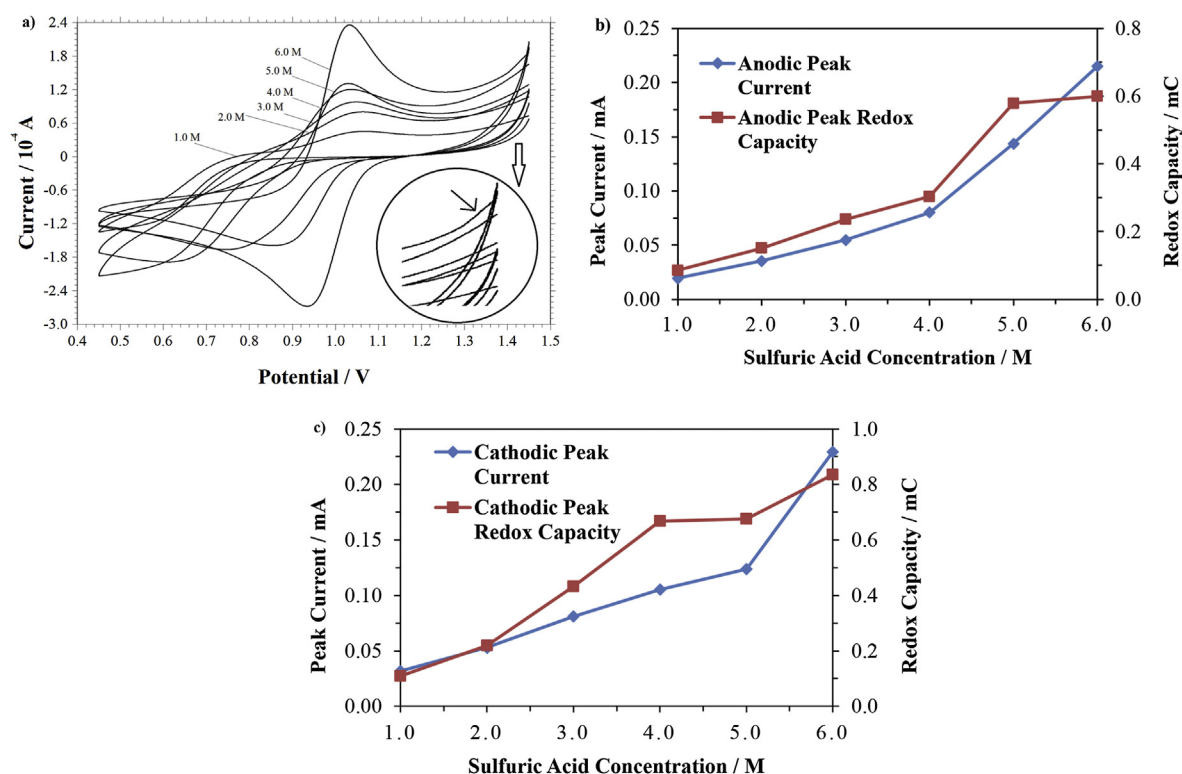 a)
2.4
1.8
1.2
0.6
0
-0.6
-1.2
-1.8
-2.4
-3.0
Current / 10⁻⁴ A
6.0 M
5.0 M
4.0 M
3.0 M
2.0 M
1.0 M
0.4 0.5 0.6 0.7 0.8 0.9 1.0 1.1 1.2 1.3 1.4 1.5
Potential / V
b)
0.25
0.20
0.15
0.10
0.05
0.00
Peak Current / mA
Anodic Peak
Current
Anodic Peak Redox
Capacity
0.8
0.6
0.4
0.2
0.0
Redox Capacity / mC
1.0 2.0 3.0 4.0 5.0 6.0
Sulfuric Acid Concentration / M
c)
0.25
0.20
0.15
0.10
0.05
0.00
Peak Current / mA
Cathodic Peak
Current
Cathodic Peak
Redox Capacity
1.0
0.8
0.6
0.4
0.2
0.0
Redox Capacity / mC
1.0 2.0 3.0 4.0 5.0 6.0
Sulfuric Acid Concentration / M